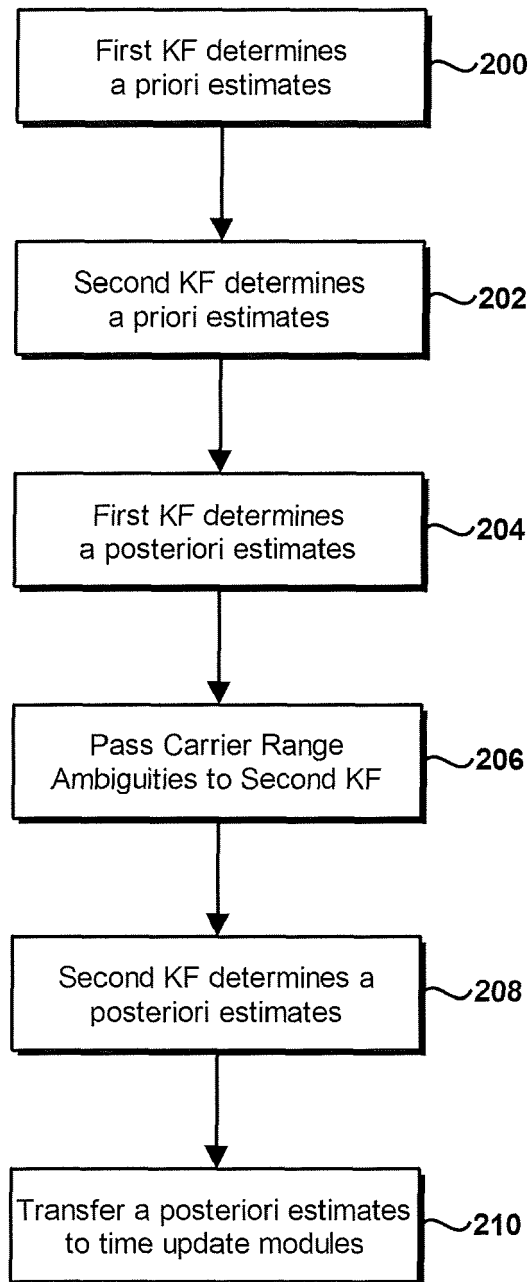 First KF determines
a priori estimates
200
Second KF determines
a priori estimates
202
First KF determines
a posteriori estimates
204
Pass Carrier Range
Ambiguities to Second KF
206
Second KF determines a
posteriori estimates
208
Transfer a posteriori estimates
to time update modules
210